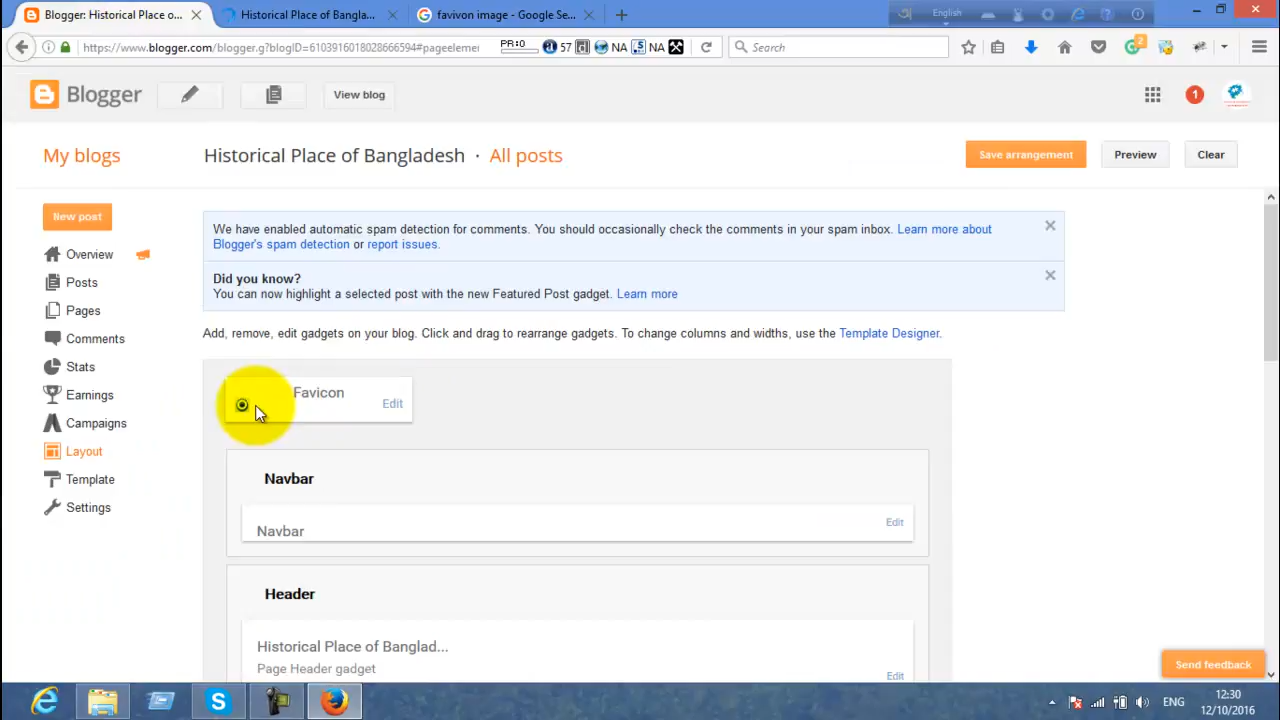 Blogger: Historical Place o...
Historical Place of Bangla...
favivon image - Google Se...
English
https://www.blogger.com/blogger.g?blogID=6103916018028666594#pageelemei
PR:0
57
NA
NA
Search
2
Blogger
View blog
1
My blogs
Historical Place of Bangladesh · All posts
Save arrangement
Preview
Clear
New post
Overview
Posts
Pages
Comments
Stats
Earnings
Campaigns
Layout
Template
Settings
We have enabled automatic spam detection for comments. You should occasionally check the comments in your spam inbox. Learn more about
Blogger's spam detection or report issues.
Did you know?
You can now highlight a selected post with the new Featured Post gadget. Learn more
Add, remove, edit gadgets on your blog. Click and drag to rearrange gadgets. To change columns and widths, use the Template Designer.
Favicon
Edit
Navbar
Navbar
Edit
Header
Historical Place of Banglad...
Page Header gadget
Edit
Send feedback
ENG
12:30
12/10/2016